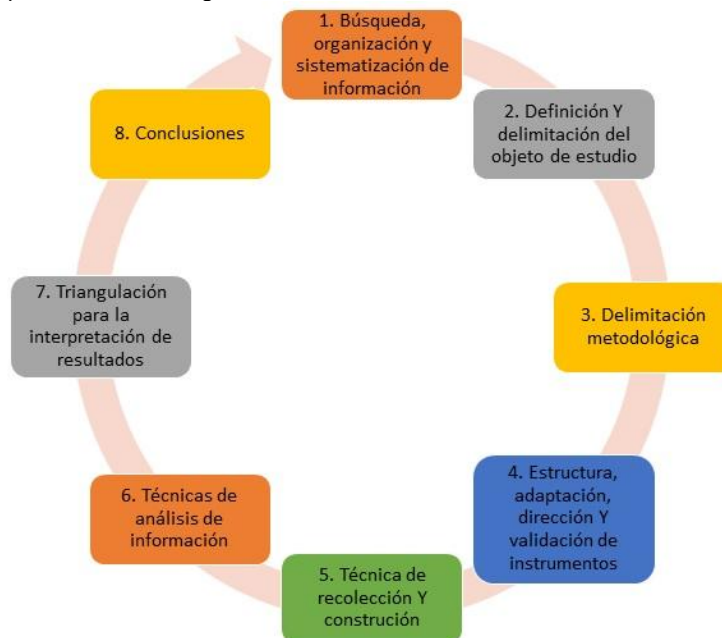 1. Búsqueda,
organización y
sistematización de
información
2. Definición Y
delimitación del
objeto de estudio
3. Delimitación
metodológica
4. Estructura,
adaptación,
dirección Y
validación de
instrumentos
5. Técnica de
recolección Y
construción
6. Técnicas de
análisis de
información
7. Triangulación
para la
interpretación de
resultados
8. Conclusiones